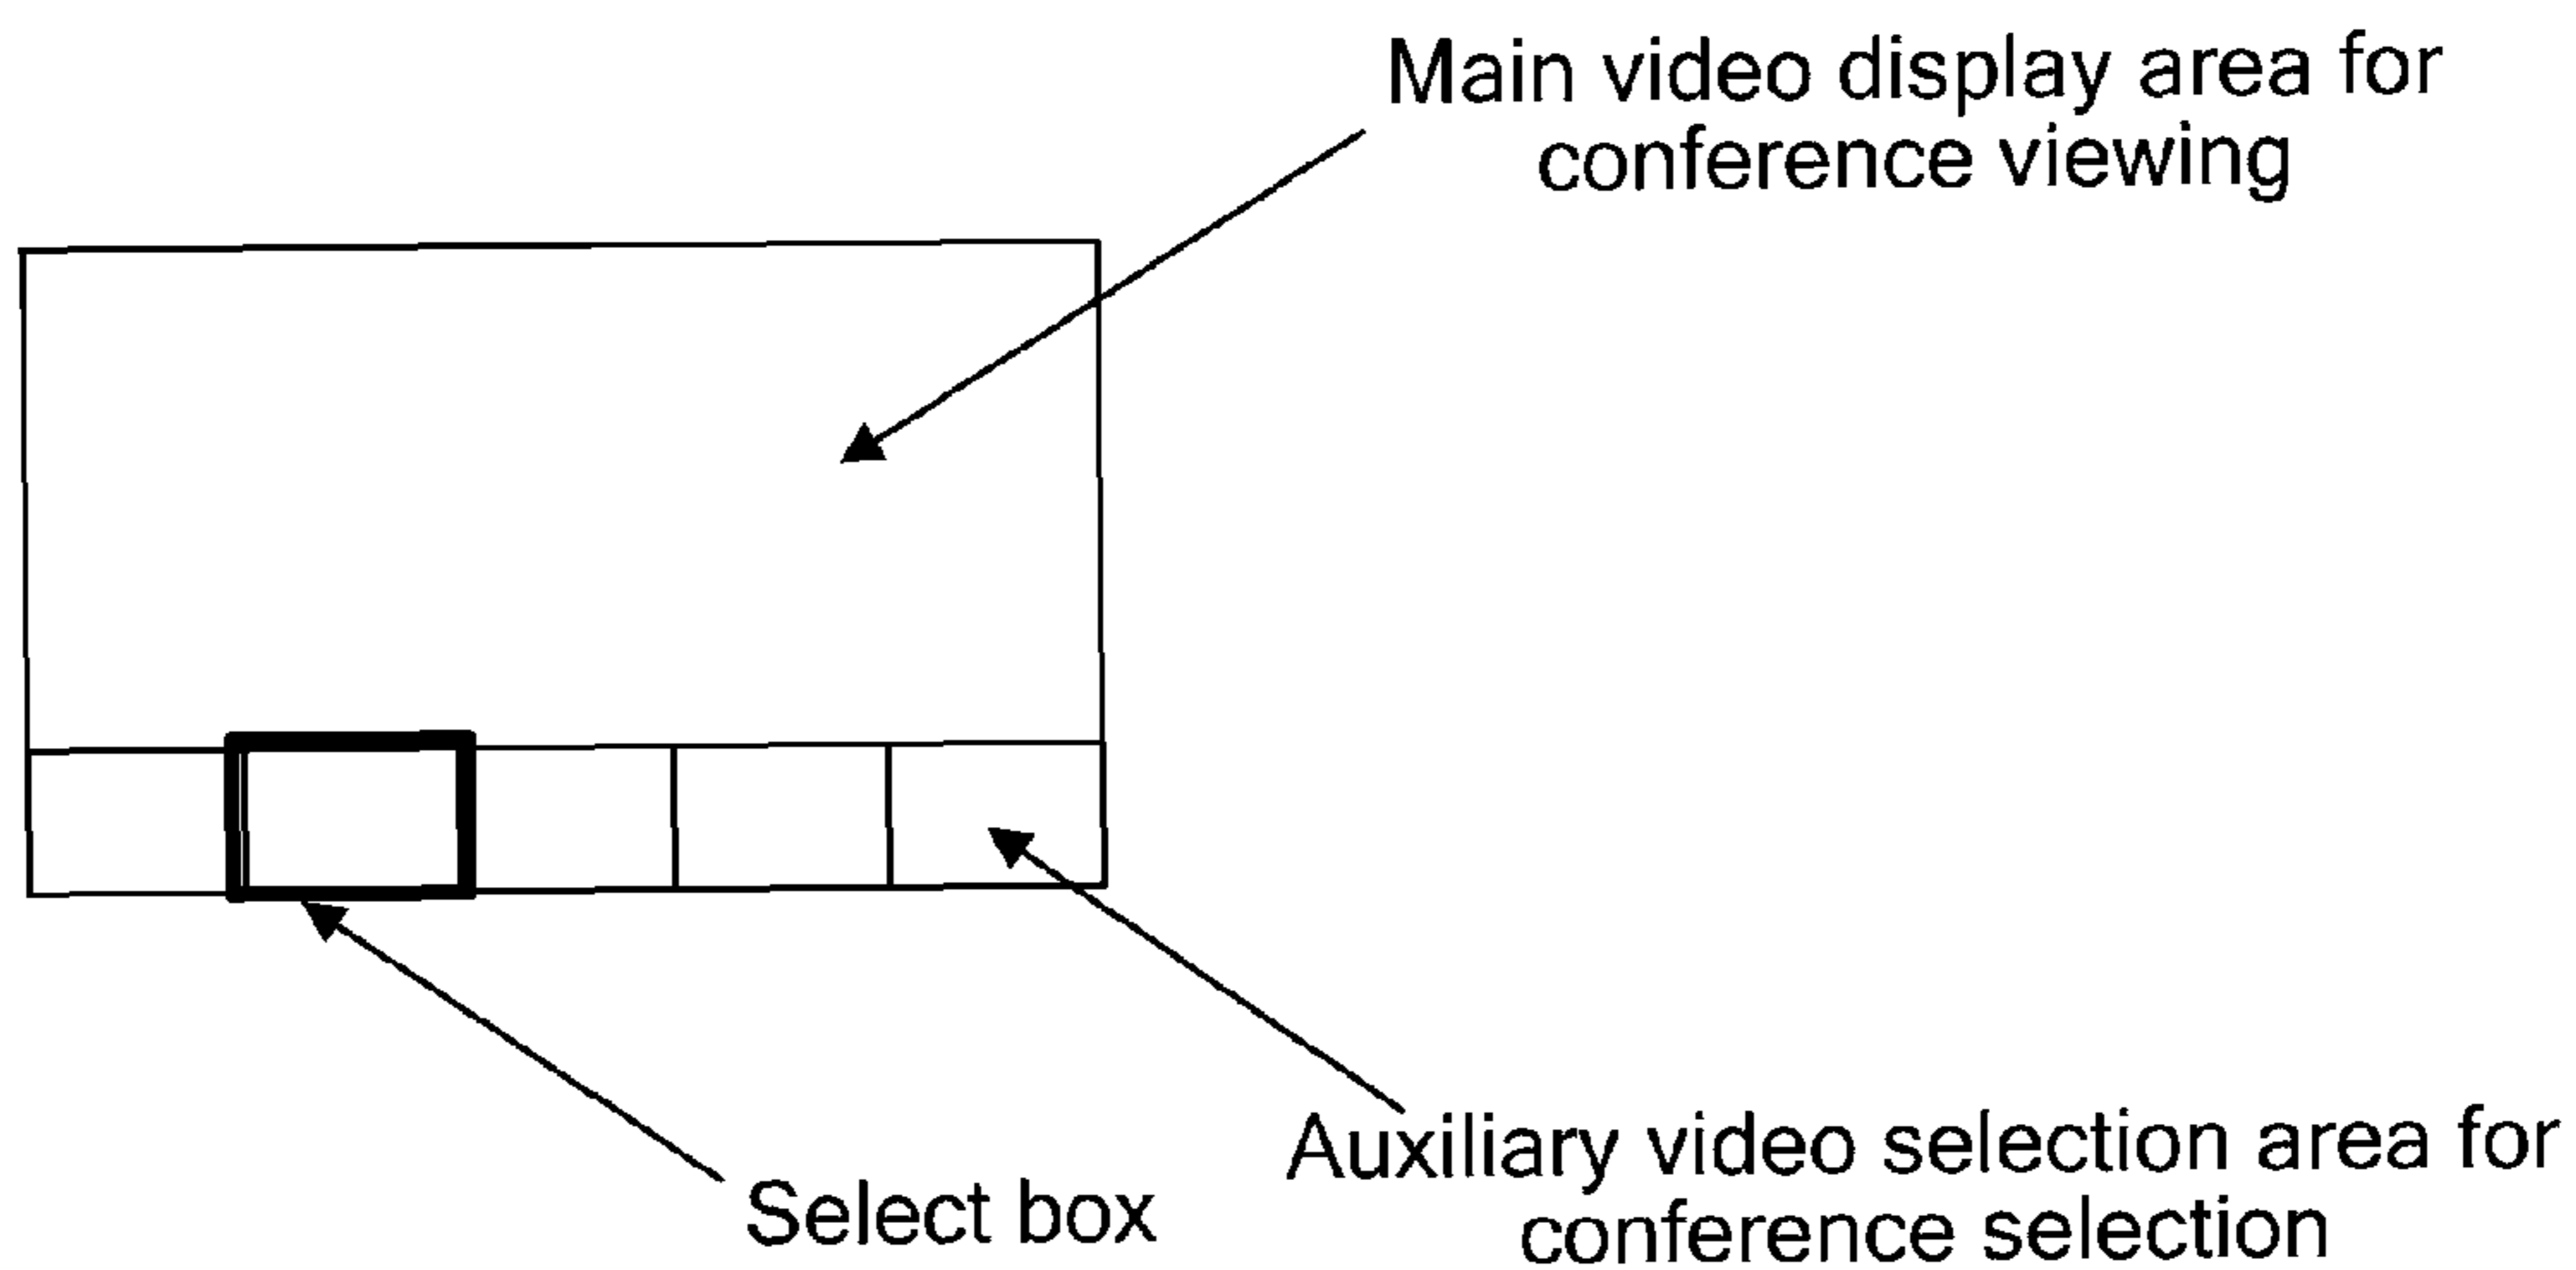 Main video display area for
conference viewing
Auxiliary video selection area for
conference selection
Select box